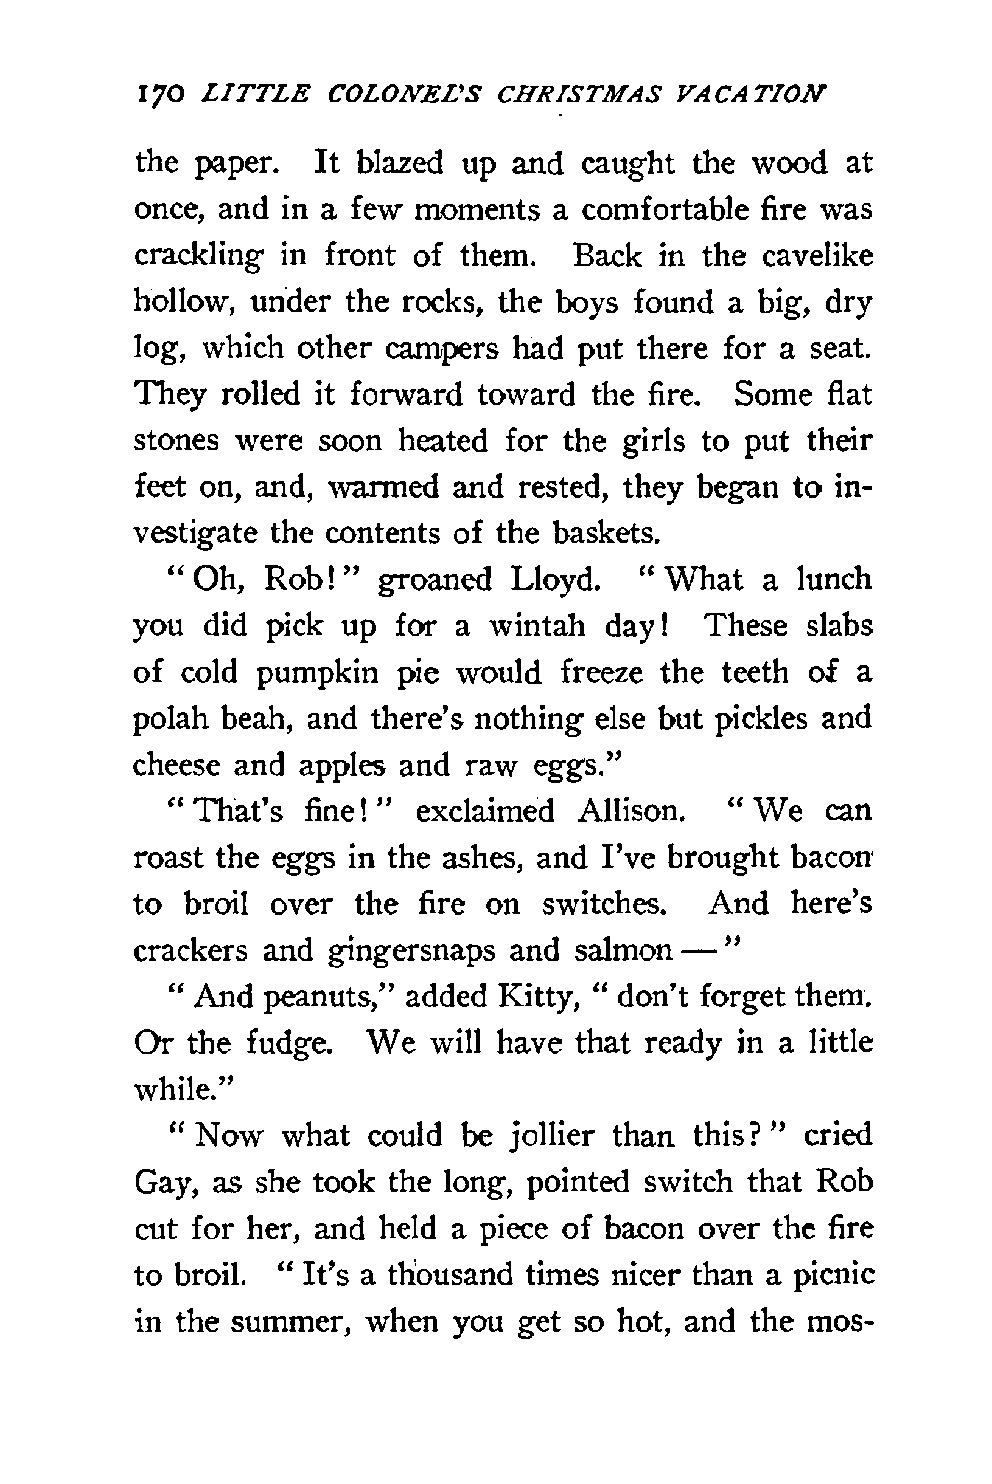 170 LITTLE COLONEL'S CHRISTMAS VACATION
the paper. It blazed up and caught the wood at
once, and in a few moments a comfortable fire was
crackling in front of them. Back in the cavelike
hollow, under the rocks, the boys found a big, dry
log, which other campers had put there for a seat.
They rolled it forward toward the fire. Some flat
stones were soon heated for the girls to put their
feet on, and, warmed and rested, they began to in-
vestigate the contents of the baskets.
"Oh, Rob!" groaned Lloyd. "What a lunch
you did pick up for a wintah day! These slabs
of cold pumpkin pie would freeze the teeth of a
polah beah, and there's nothing else but pickles and
cheese and apples and raw eggs."
"That's fine!" exclaimed Allison. "We can
roast the eggs in the ashes, and I've brought bacon
to broil over the fire on switches. And here's
crackers and gingersnaps and salmon—"
"And peanuts," added Kitty, "don't forget them.
Or the fudge. We will have that ready in a little
while."
"Now what could be jollier than this?" cried
Gay, as she took the long, pointed switch that Rob
cut for her, and held a piece of bacon over the fire
to broil. "It's a thousand times nicer than a picnic
in the summer, when you get so hot, and the mos-